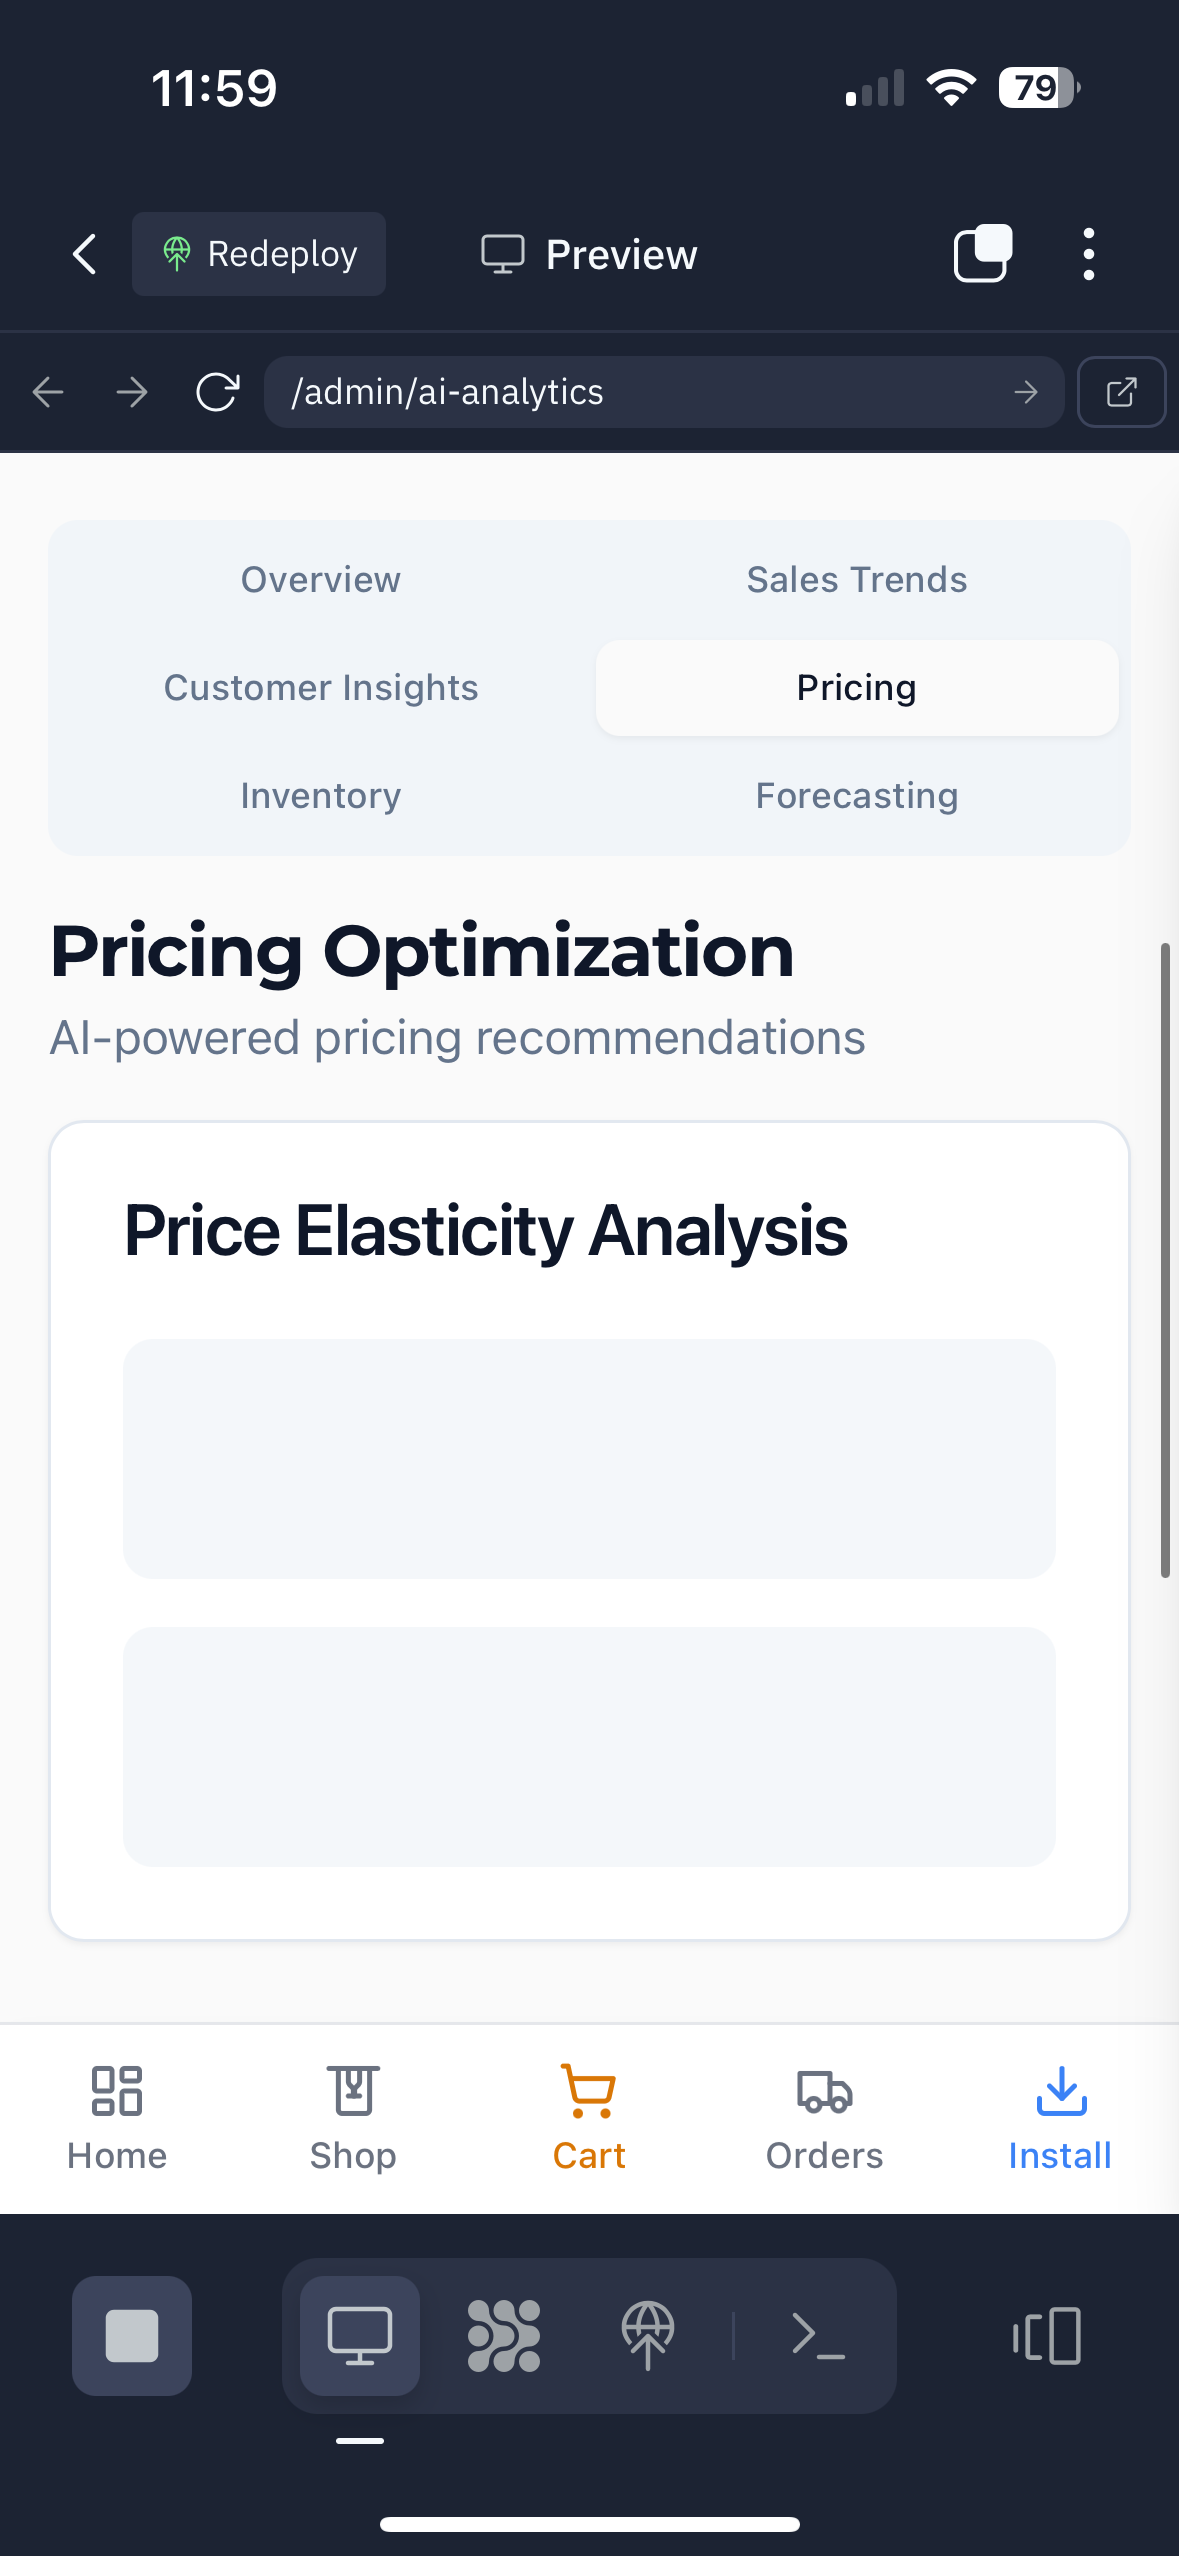 11:59
79
Redeploy
Preview
/admin/ai-analytics
Overview
Sales Trends
Customer Insights
Pricing
Inventory
Forecasting
Pricing Optimization
AI-powered pricing recommendations
Price Elasticity Analysis
Home
Shop
Cart
Orders
Install